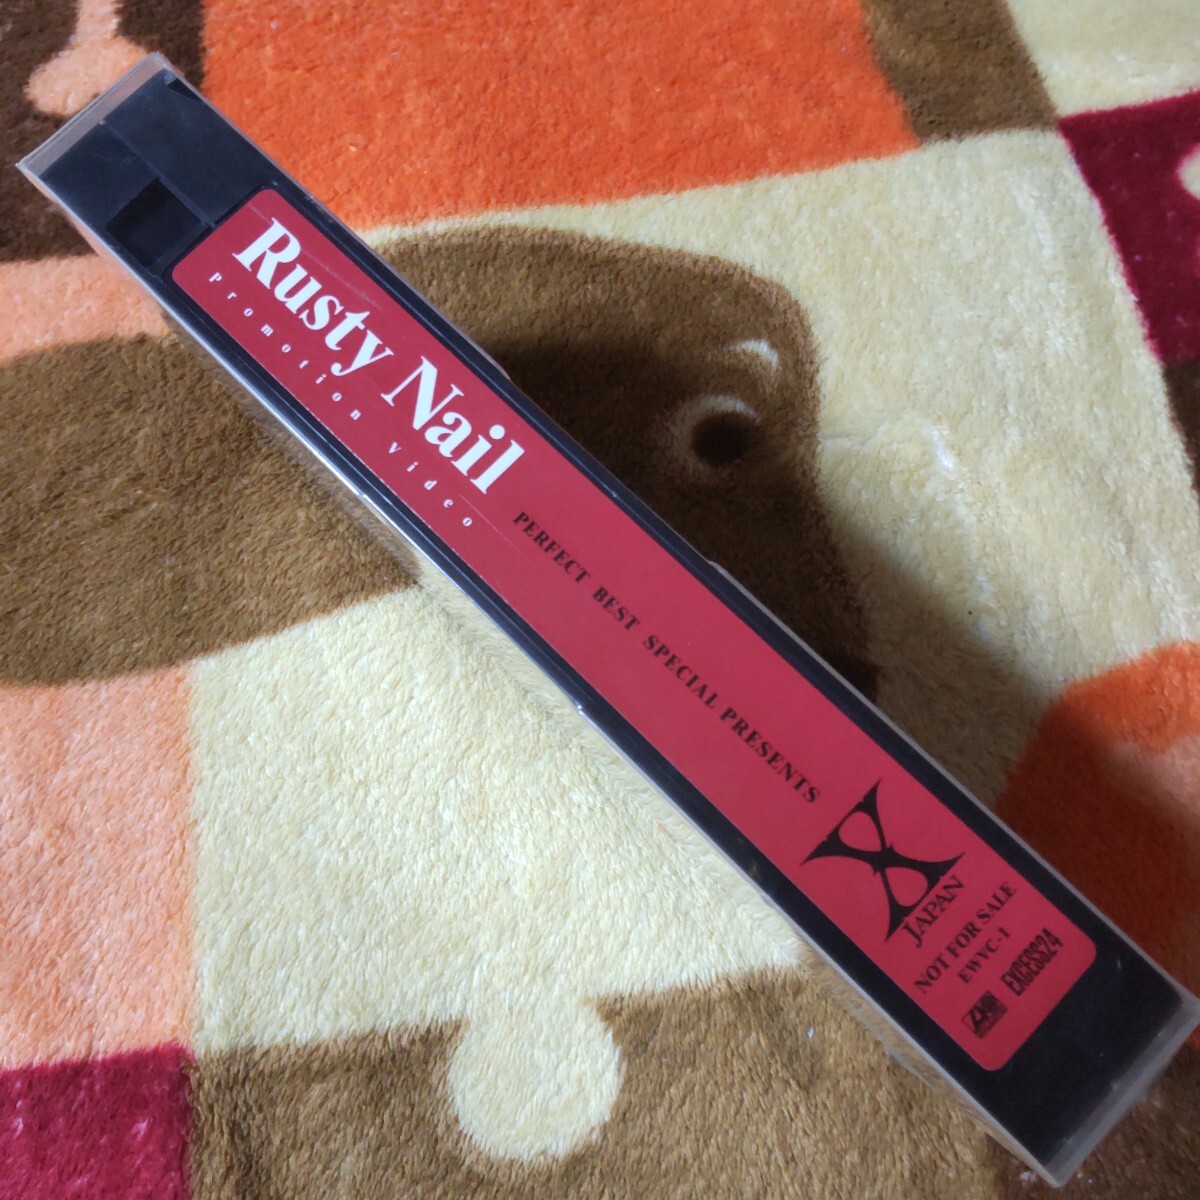 Rusty Nail
Promotion Video
PERFECT BEST SPECIAL PRESENTS
X
JAPAN
NOT FOR SALE
EWVC-1
EXCESS24